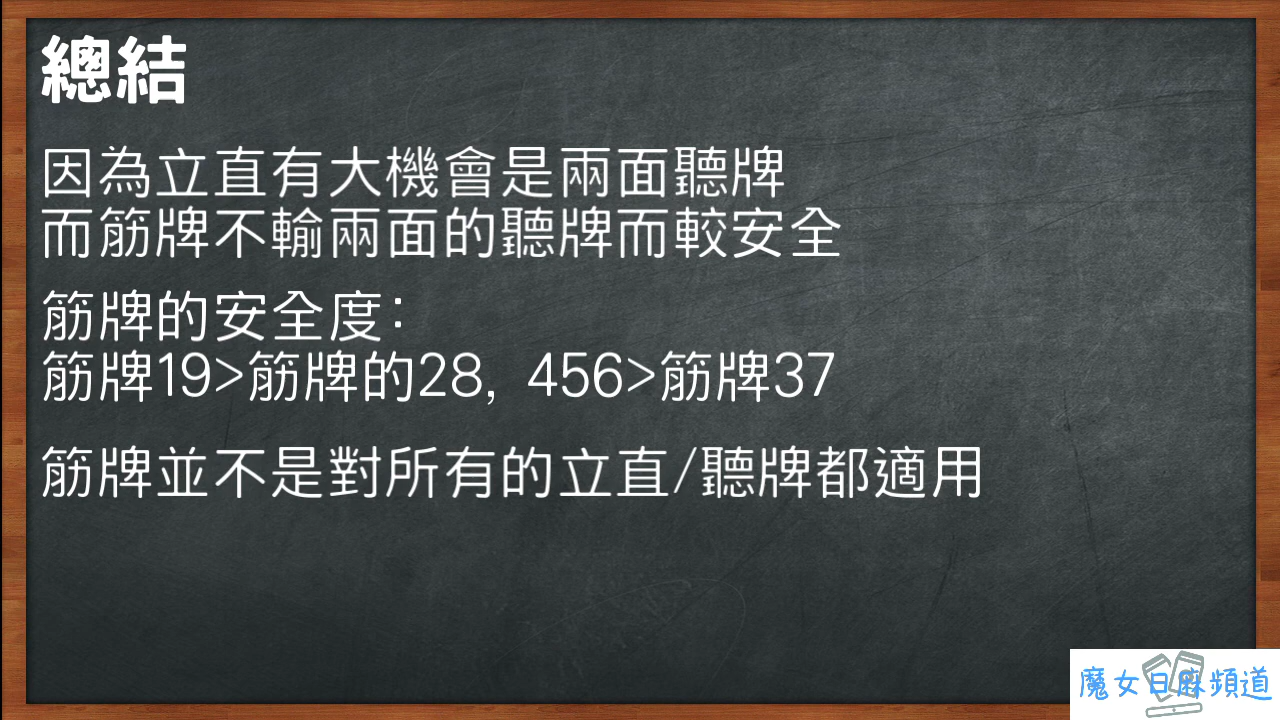 總結
因為立直有大機會是兩面聽牌
而筋牌不輸兩面的聽牌而較安全
筋牌的安全度：
筋牌19>筋牌的28，456>筋牌37
筋牌並不是對所有的立直/聽牌都適用
魔女日麻頻道